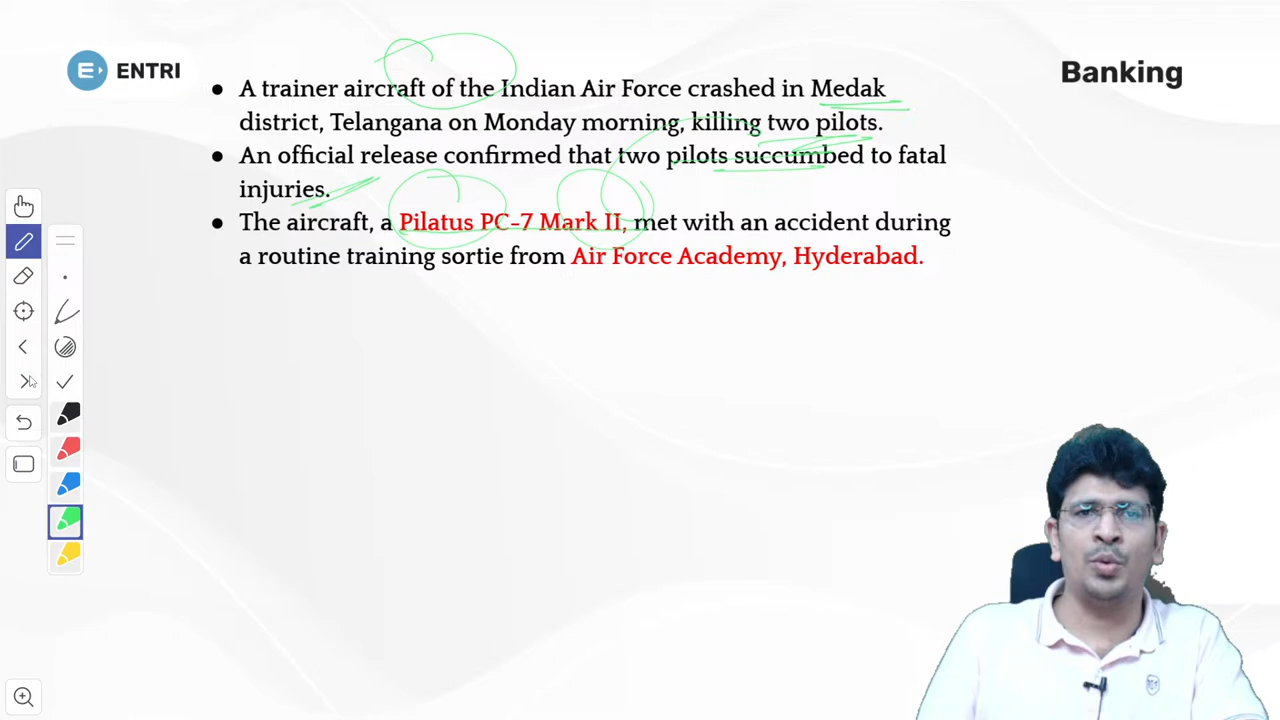 ENTRI
Banking
● A trainer aircraft of the Indian Air Force crashed in Medak
district, Telangana on Monday morning, killing two pilots.
● An official release confirmed that two pilots succumbed to fatal
injuries.
● The aircraft, a Pilatus PC-7 Mark II, met with an accident during
a routine training sortie from Air Force Academy, Hyderabad.